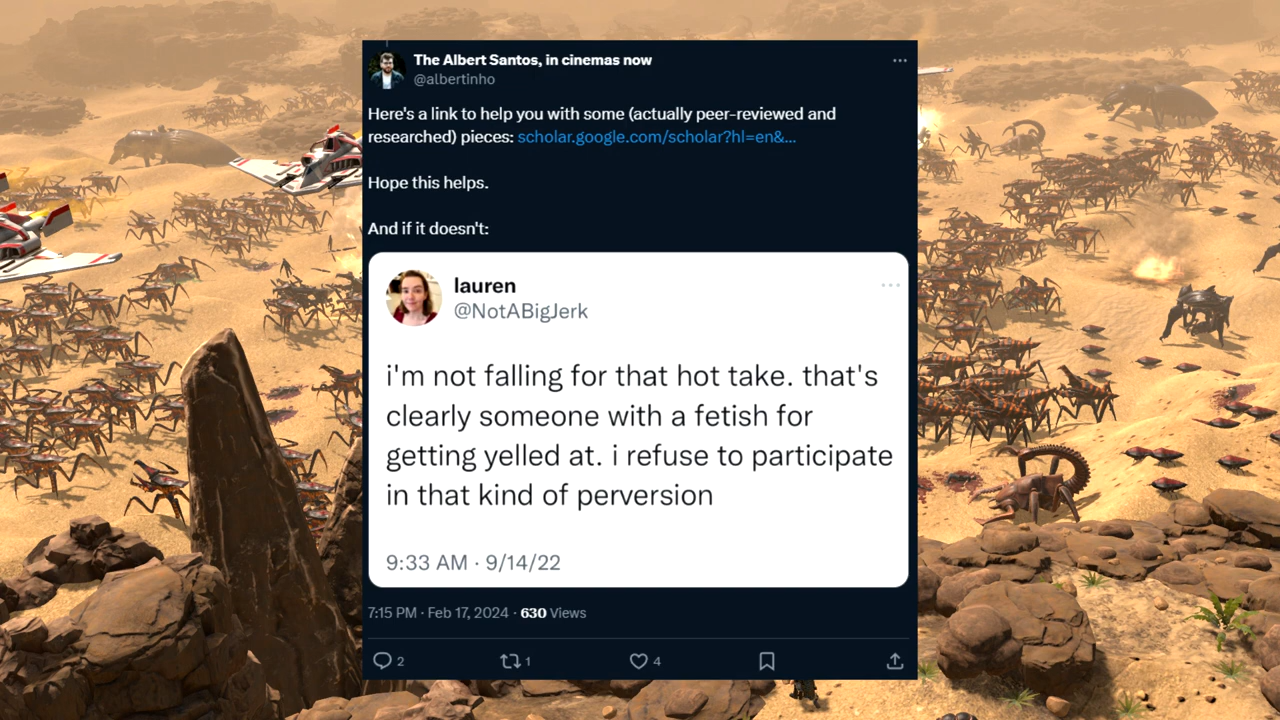 The Albert Santos, in cinemas now
@albertinho
Here's a link to help you with some (actually peer-reviewed and
researched) pieces: scholar.google.com/scholar?hl=en&...
Hope this helps.
And if it doesn't:
lauren
@NotABigJerk
i'm not falling for that hot take. that's
clearly someone with a fetish for
getting yelled at. i refuse to participate
in that kind of perversion
9:33 AM · 9/14/22
7:15 PM · Feb 17, 2024 · 630 Views
2 1 4